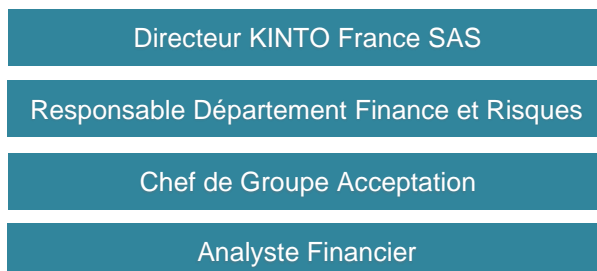 Directeur KINTO France SAS
Responsable Département Finance et Risques
Chef de Groupe Acceptation
Analyste Financier